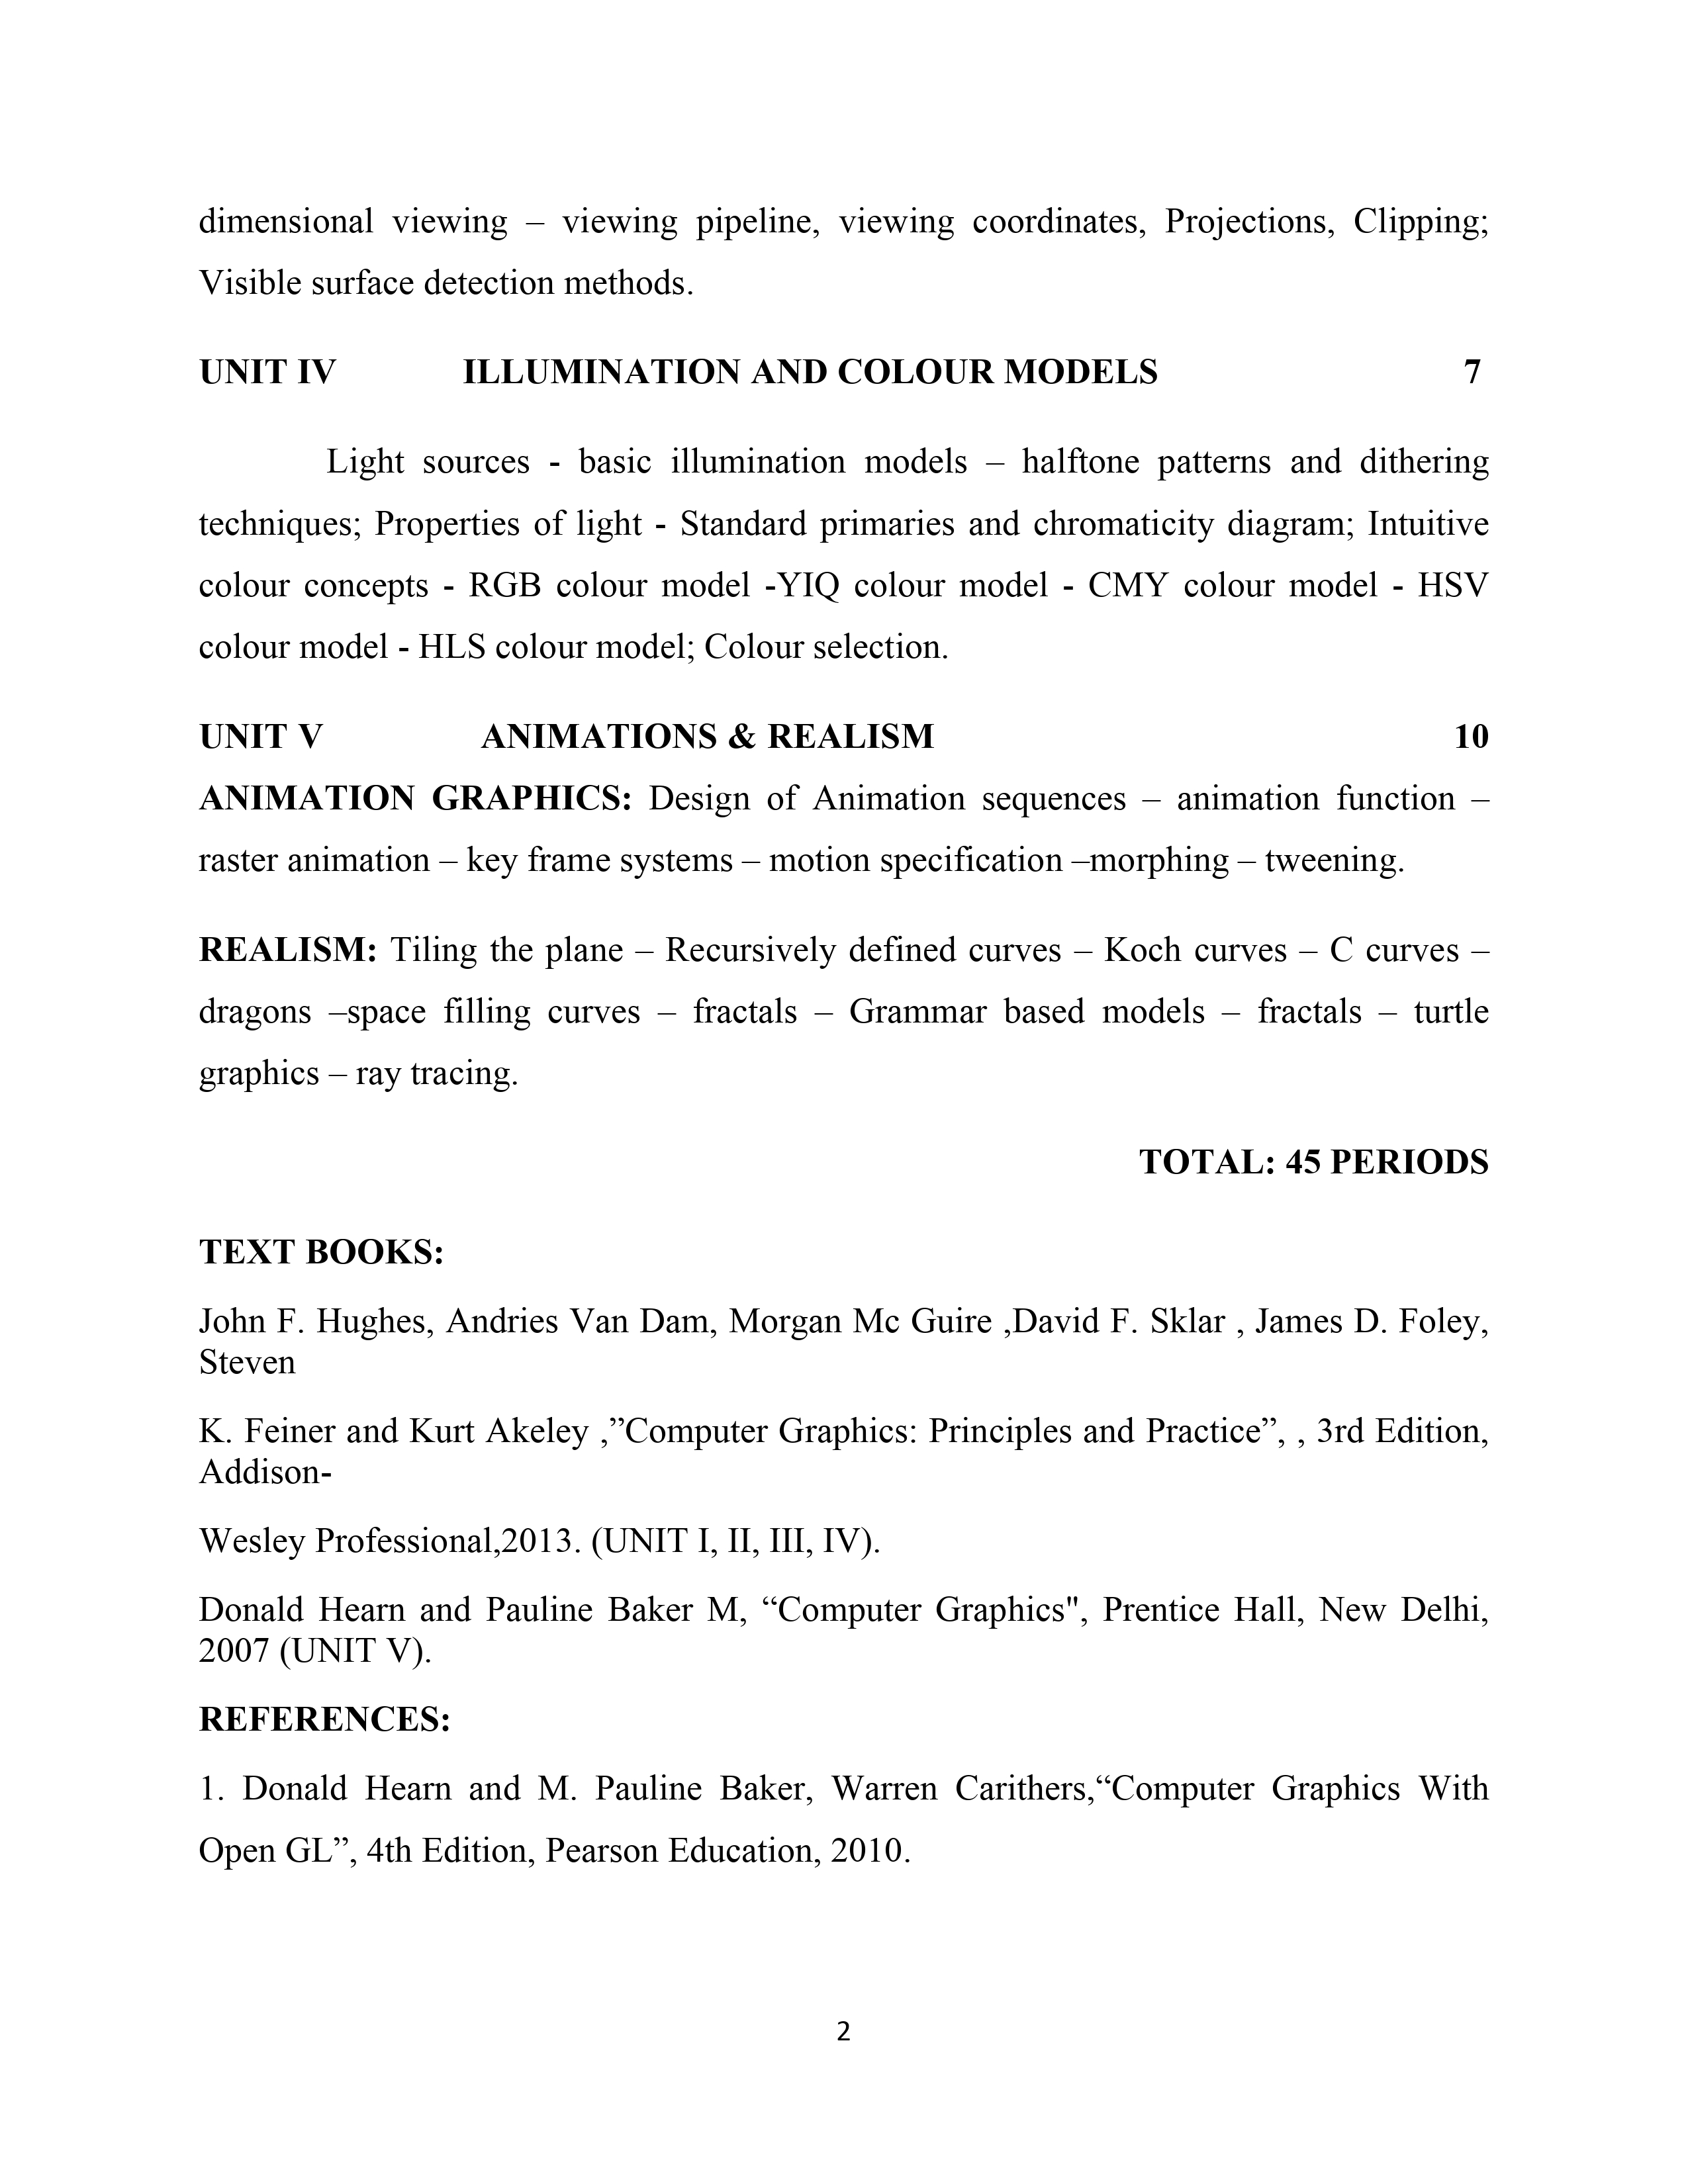 dimensional viewing – viewing pipeline, viewing coordinates, Projections, Clipping;
Visible surface detection methods.
UNIT IV ILLUMINATION AND COLOUR MODELS 7
Light sources - basic illumination models – halftone patterns and dithering
techniques; Properties of light - Standard primaries and chromaticity diagram; Intuitive
colour concepts - RGB colour model -YIQ colour model - CMY colour model - HSV
colour model - HLS colour model; Colour selection.
UNIT V ANIMATIONS & REALISM 10
ANIMATION GRAPHICS: Design of Animation sequences – animation function –
raster animation – key frame systems – motion specification –morphing – tweening.
REALISM: Tiling the plane – Recursively defined curves – Koch curves – C curves –
dragons –space filling curves – fractals – Grammar based models – fractals – turtle
graphics – ray tracing.
TOTAL: 45 PERIODS
TEXT BOOKS:
John F. Hughes, Andries Van Dam, Morgan Mc Guire ,David F. Sklar , James D. Foley,
Steven
K. Feiner and Kurt Akeley ,”Computer Graphics: Principles and Practice”, , 3rd Edition,
Addison-
Wesley Professional,2013. (UNIT I, II, III, IV).
Donald Hearn and Pauline Baker M, “Computer Graphics", Prentice Hall, New Delhi,
2007 (UNIT V).
REFERENCES:
1. Donald Hearn and M. Pauline Baker, Warren Carithers,“Computer Graphics With
Open GL”, 4th Edition, Pearson Education, 2010.
2